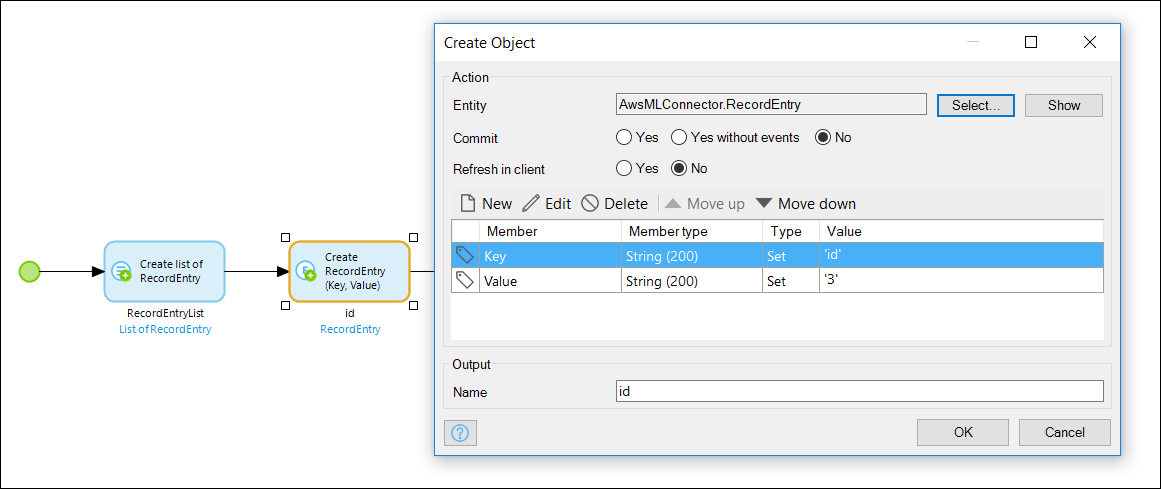 Create list of
RecordEntry
RecordEntryList
List of RecordEntry
E
Create
RecordEntry
(Key, Value)
id
RecordEntry
Create Object
Action
Entity AwsMLConnector.RecordEntry Select... Show
Commit Yes Yes without events No
Refresh in client Yes No
New Edit Delete Move up Move down
Member Member type Type Value
Key String (200) Set 'id'
Value String (200) Set '3'
Output
Name id
? OK Cancel